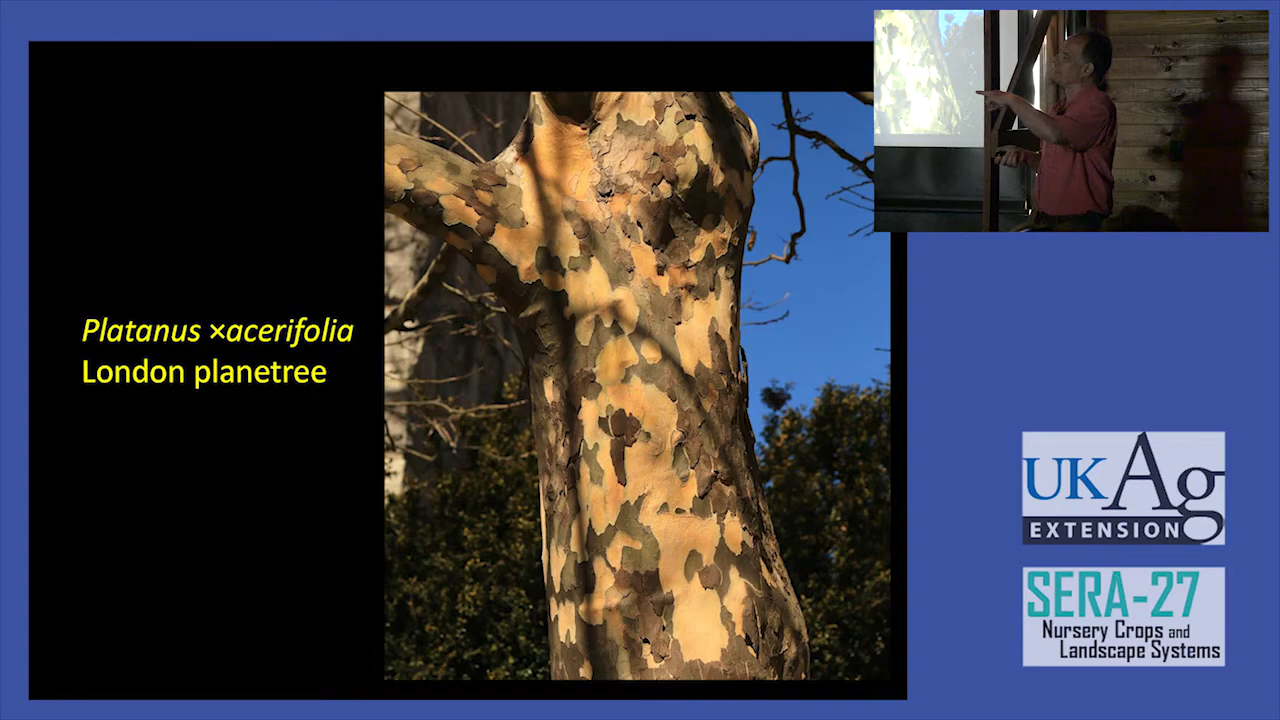 Platanus ×acerifolia
London planetree
UKAg
EXTENSION
SERA-27
Nursery Crops and
Landscape Systems